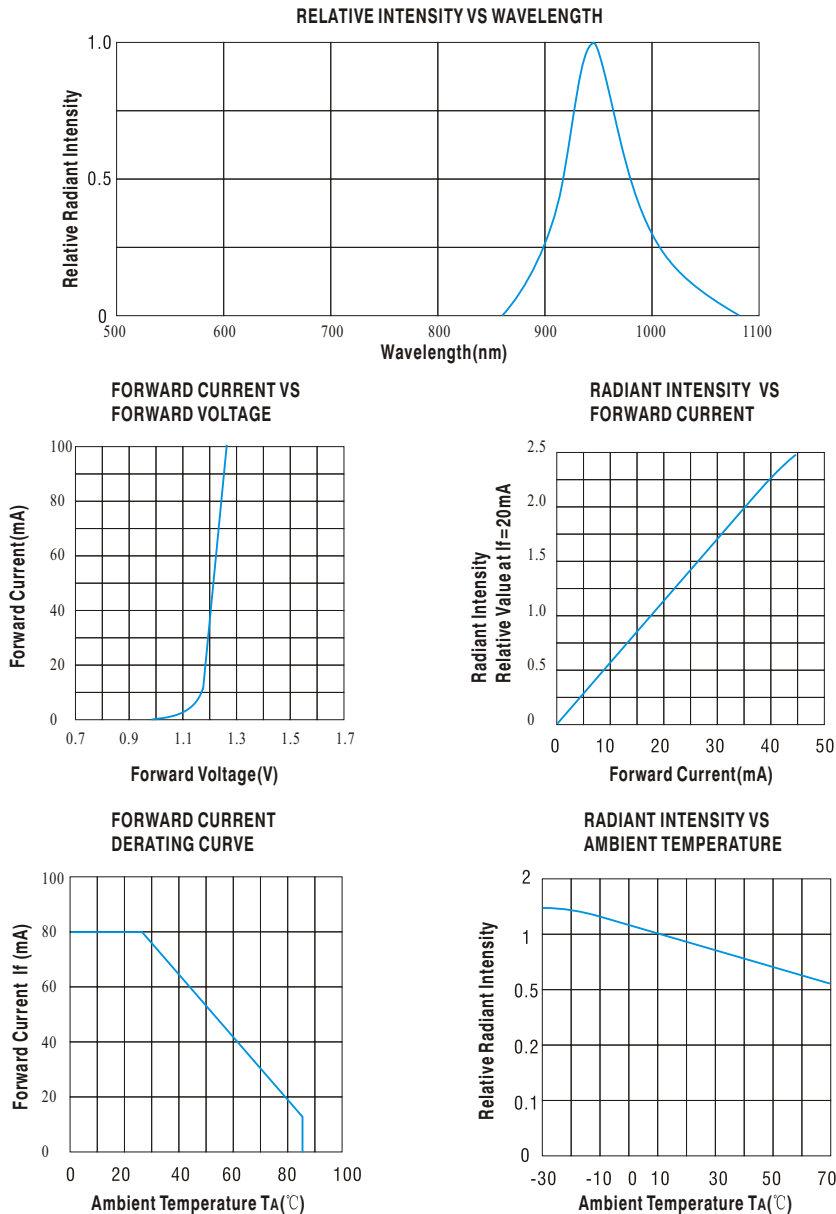 RELATIVE INTENSITY VS WAVELENGTH
Relative Radiant Intensity
1.0
0.5
0
500 600 700 800 900 1000 1100
Wavelength(nm)
FORWARD CURRENT VS
FORWARD VOLTAGE
Forward Current(mA)
100
80
60
40
20
0
0.7 0.9 1.1 1.3 1.5 1.7
Forward Voltage(V)
RADIANT INTENSITY VS
FORWARD CURRENT
Radiant Intensity
Relative Value at If=20mA
2.5
2.0
1.5
1.0
0.5
0
0 10 20 30 40 50
Forward Current(mA)
FORWARD CURRENT
DERATING CURVE
Forward Current If (mA)
100
80
60
40
20
0
0 20 40 60 80 100
Ambient Temperature TA(℃)
RADIANT INTENSITY VS
AMBIENT TEMPERATURE
Relative Radiant Intensity
2
1
0.5
0.2
0.1
0
-30 -10 0 10 30 50 70
Ambient Temperature TA(℃)